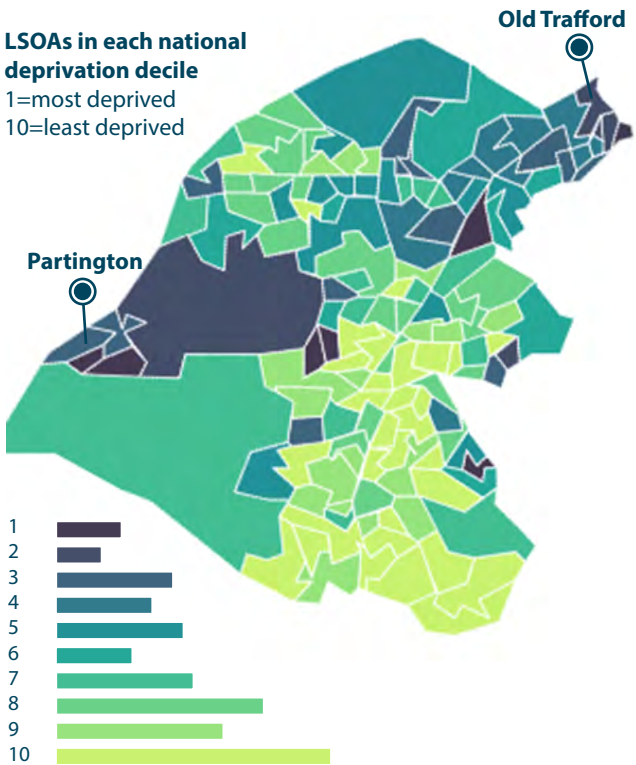 Old Trafford
LSOAs in each national
deprivation decile
1=most deprived
10=least deprived
Partington
1
2
3
4
5
6
7
8
9
10